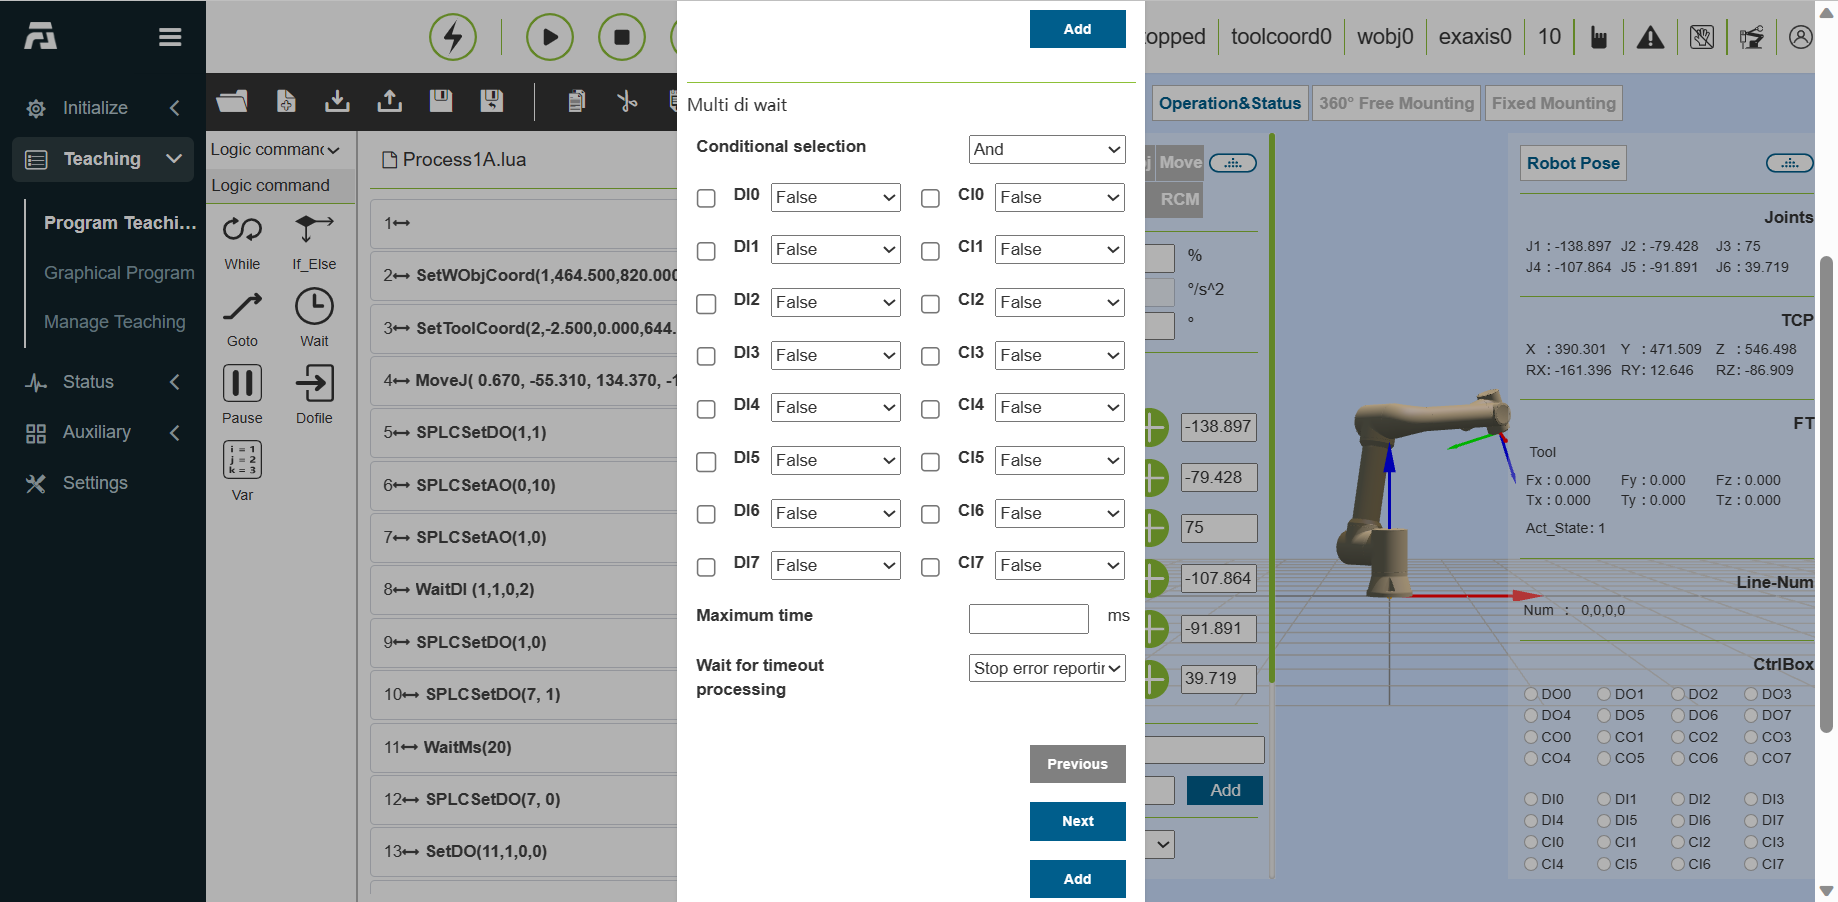 Initialize
Teaching
Program Teachi...
Graphical Program
Manage Teaching
Status
Auxiliary
Settings
toolcoord0
wobj0
exaxis0
10
Logic command
While
If_Else
Goto
Wait
Pause
Dofile
i = 1
j = 2
k = 3
Var
Process1A.lua
1
2 SetWObjCoord(1,464.500,820.000
3 SetToolCoord(2,-2.500,0.000,644.
4 MoveJ( 0.670, -55.310, 134.370, -1
5 SPLCSetDO(1,1)
6 SPLCSetAO(0,10)
7 SPLCSetAO(1,0)
8 WaitDI (1,1,0,2)
9 SPLCSetDO(1,0)
10 SPLCSetDO(7, 1)
11 WaitMs(20)
12 SPLCSetDO(7, 0)
13 SetDO(11,1,0,0)
Add
Multi di wait
Conditional selection And
DI0 False CI0 False
DI1 False CI1 False
DI2 False CI2 False
DI3 False CI3 False
DI4 False CI4 False
DI5 False CI5 False
DI6 False CI6 False
DI7 False CI7 False
Maximum time ms
Wait for timeout
processing
Stop error reportir
Previous
Next
Add
Operation&Status 360° Free Mounting Fixed Mounting
Move
RCM
%
°/s^2
°
-138.897
-79.428
75
-107.864
-91.891
39.719
Add
Robot Pose
Joints
J1 : -138.897 J2 : -79.428 J3 : 75
J4 : -107.864 J5 : -91.891 J6 : 39.719
TCP
X : 390.301 Y : 471.509 Z : 546.498
RX: -161.396 RY: 12.646 RZ: -86.909
FT
Tool
Fx : 0.000 Fy : 0.000 Fz : 0.000
Tx : 0.000 Ty : 0.000 Tz : 0.000
Act_State: 1
Line-Num
Num : 0,0,0,0
CtrlBox
DO0 DO1 DO2 DO3
DO4 DO5 DO6 DO7
CO0 CO1 CO2 CO3
CO4 CO5 CO6 CO7
DI0 DI1 DI2 DI3
DI4 DI5 DI6 DI7
CI0 CI1 CI2 CI3
CI4 CI5 CI6 CI7